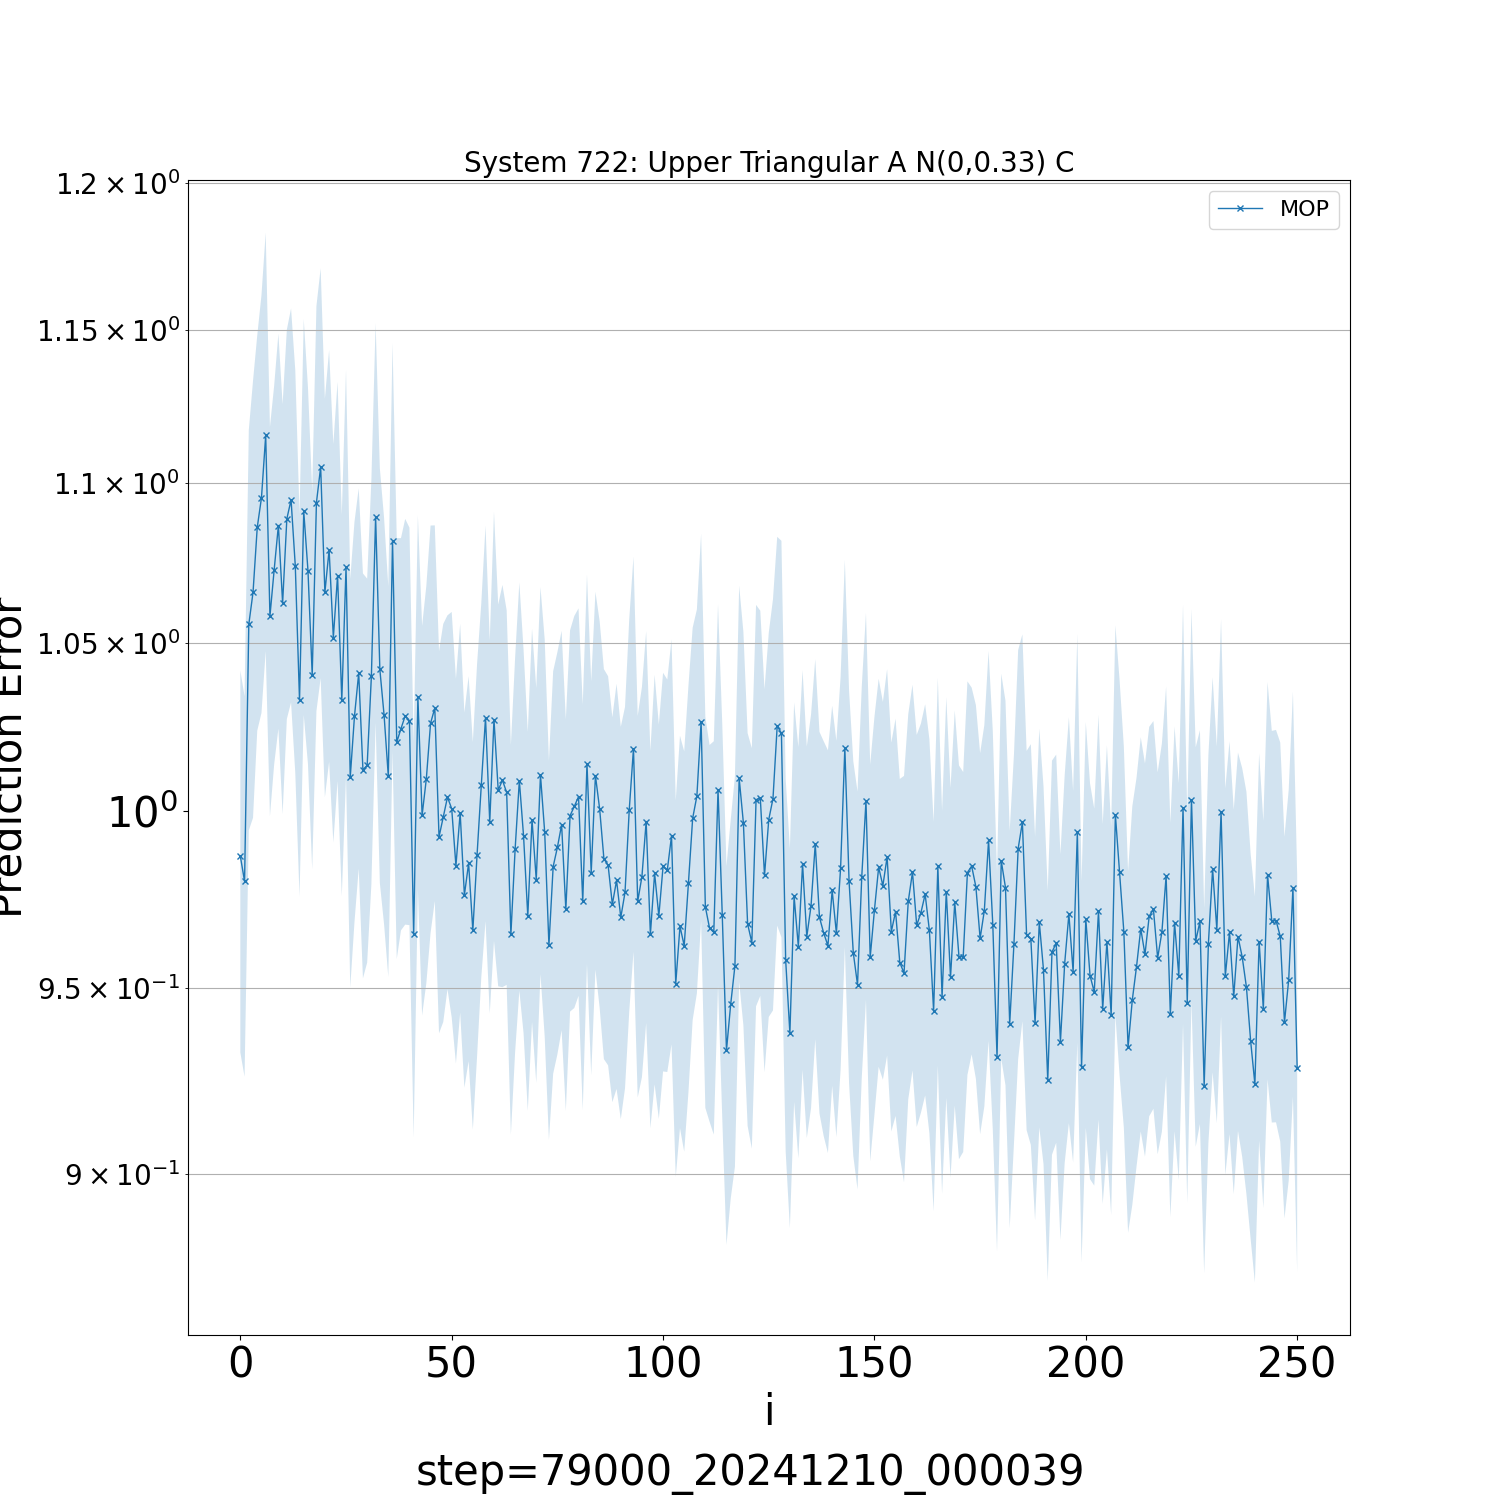 System 722: Upper Triangular A N(0,0.33) C
MOP
1.2 × 10⁰
1.15 × 10⁰
1.1 × 10⁰
1.05 × 10⁰
10⁰
9.5 × 10⁻¹
9 × 10⁻¹
Prediction Error
0 50 100 150 200 250
i
step=79000_20241210_000039